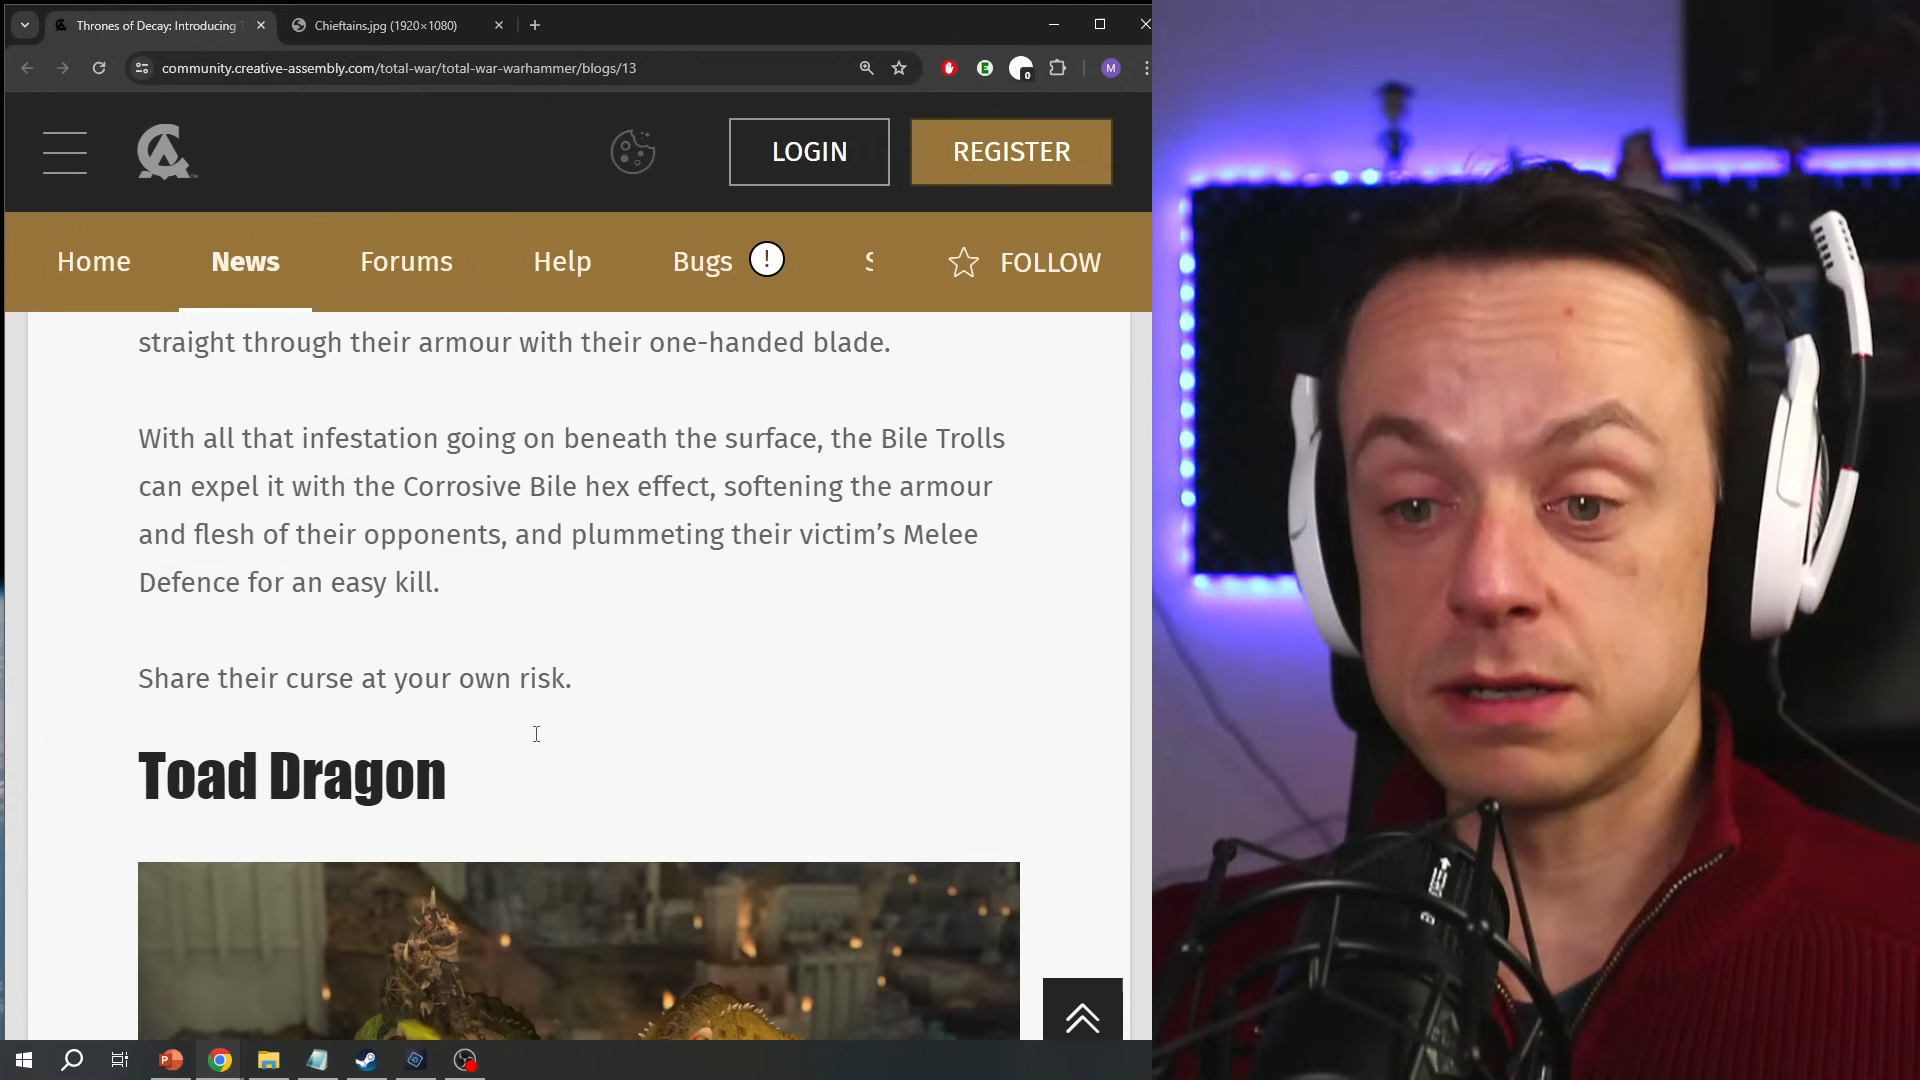 Thrones of Decay: Introducing T
Chieftains.jpg (1920×1080)
community.creative-assembly.com/total-war/total-war-warhammer/blogs/13
0
M
LOGIN
REGISTER
Home
News
Forums
Help
Bugs
!
S
FOLLOW
straight through their armour with their one-handed blade.
With all that infestation going on beneath the surface, the Bile Trolls
can expel it with the Corrosive Bile hex effect, softening the armour
and flesh of their opponents, and plummeting their victim’s Melee
Defence for an easy kill.
Share their curse at your own risk.
Toad Dragon